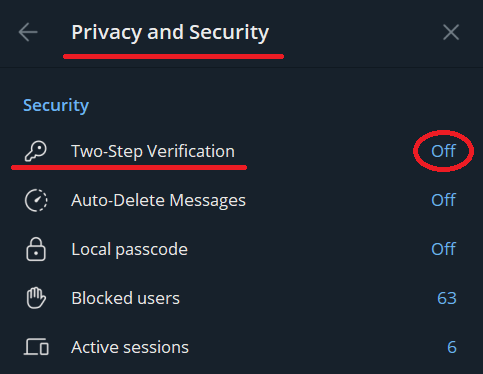 Privacy and Security
Security
Two-Step Verification Off
Auto-Delete Messages Off
Local passcode Off
Blocked users 63
Active sessions 6